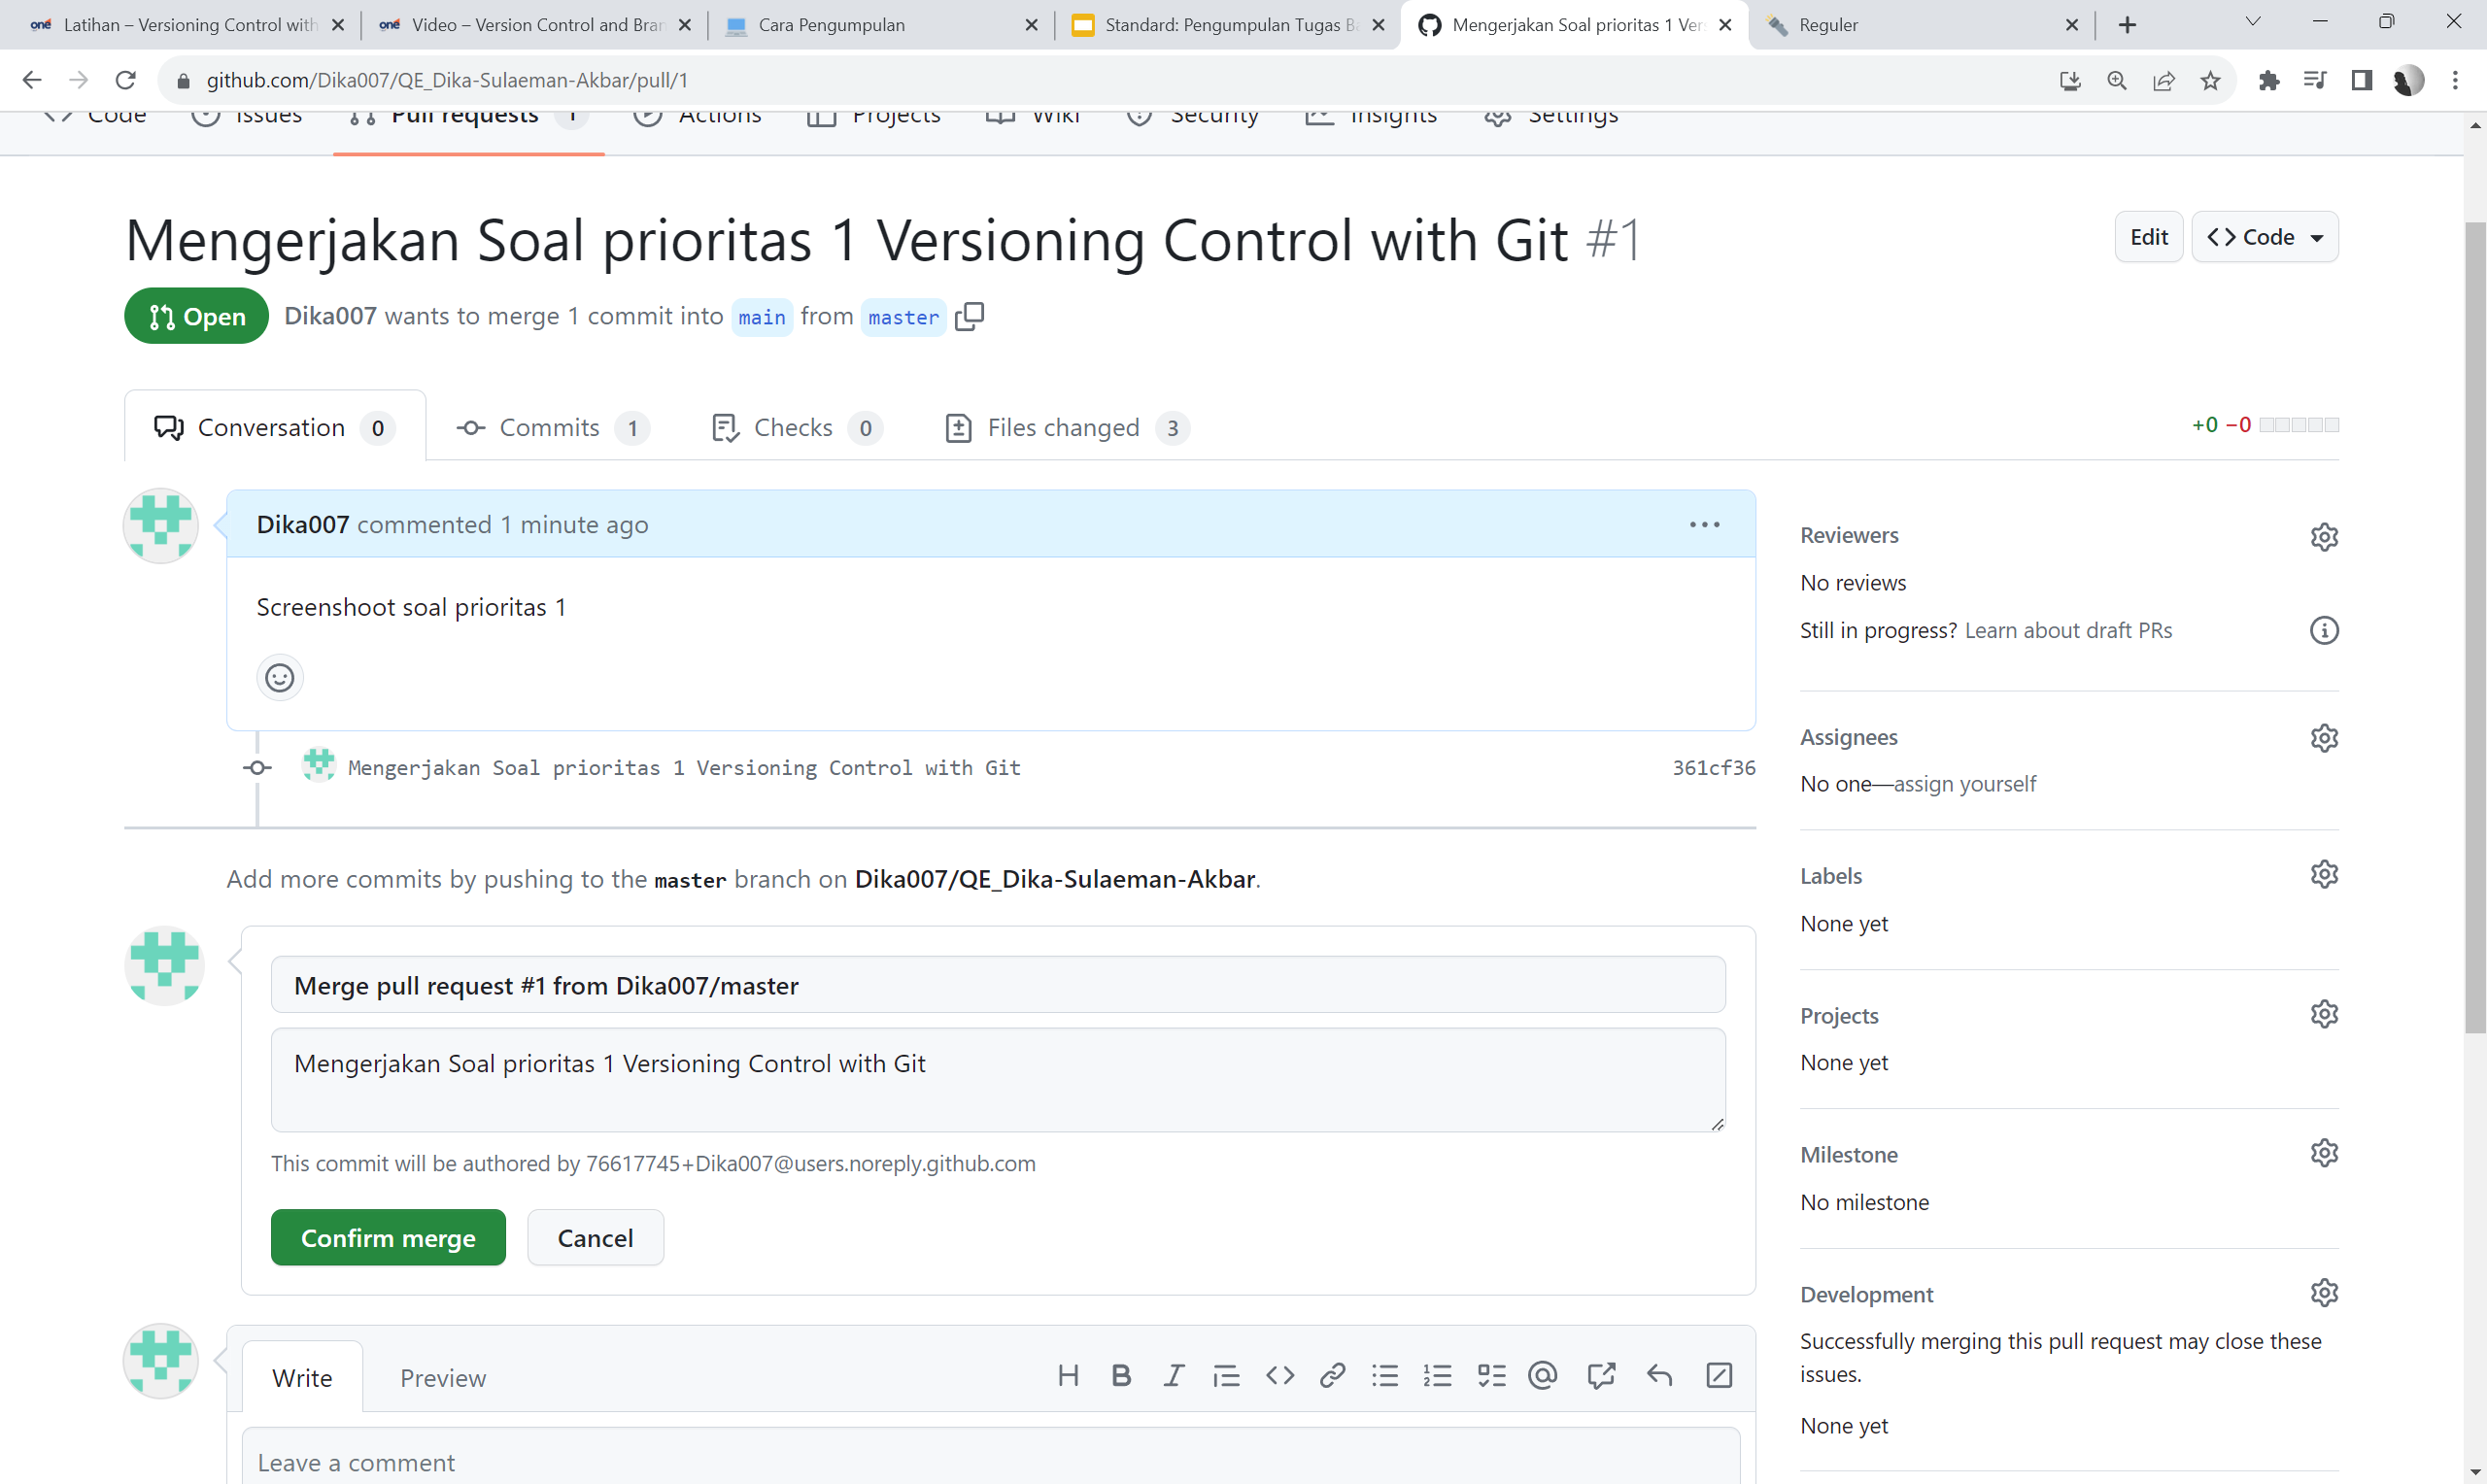 Latihan – Versioning Control with
Video – Version Control and Bran
Cara Pengumpulan
Standard: Pengumpulan Tugas Ba
Mengerjakan Soal prioritas 1 Ver
Reguler
github.com/Dika007/QE_Dika-Sulaeman-Akbar/pull/1
Code Issues Pull requests 1 Actions Projects Wiki Security Insights Settings
Mengerjakan Soal prioritas 1 Versioning Control with Git #1
Edit
Code
Open
Dika007 wants to merge 1 commit into main from master
Conversation 0
Commits 1
Checks 0
Files changed 3
+0 −0
Dika007 commented 1 minute ago
Screenshoot soal prioritas 1
Mengerjakan Soal prioritas 1 Versioning Control with Git 361cf36
Add more commits by pushing to the master branch on Dika007/QE_Dika-Sulaeman-Akbar.
Merge pull request #1 from Dika007/master
Mengerjakan Soal prioritas 1 Versioning Control with Git
This commit will be authored by 76617745+Dika007@users.noreply.github.com
Confirm merge
Cancel
Write
Preview
Leave a comment
Reviewers
No reviews
Still in progress? Learn about draft PRs
Assignees
No one—assign yourself
Labels
None yet
Projects
None yet
Milestone
No milestone
Development
Successfully merging this pull request may close these
issues.
None yet